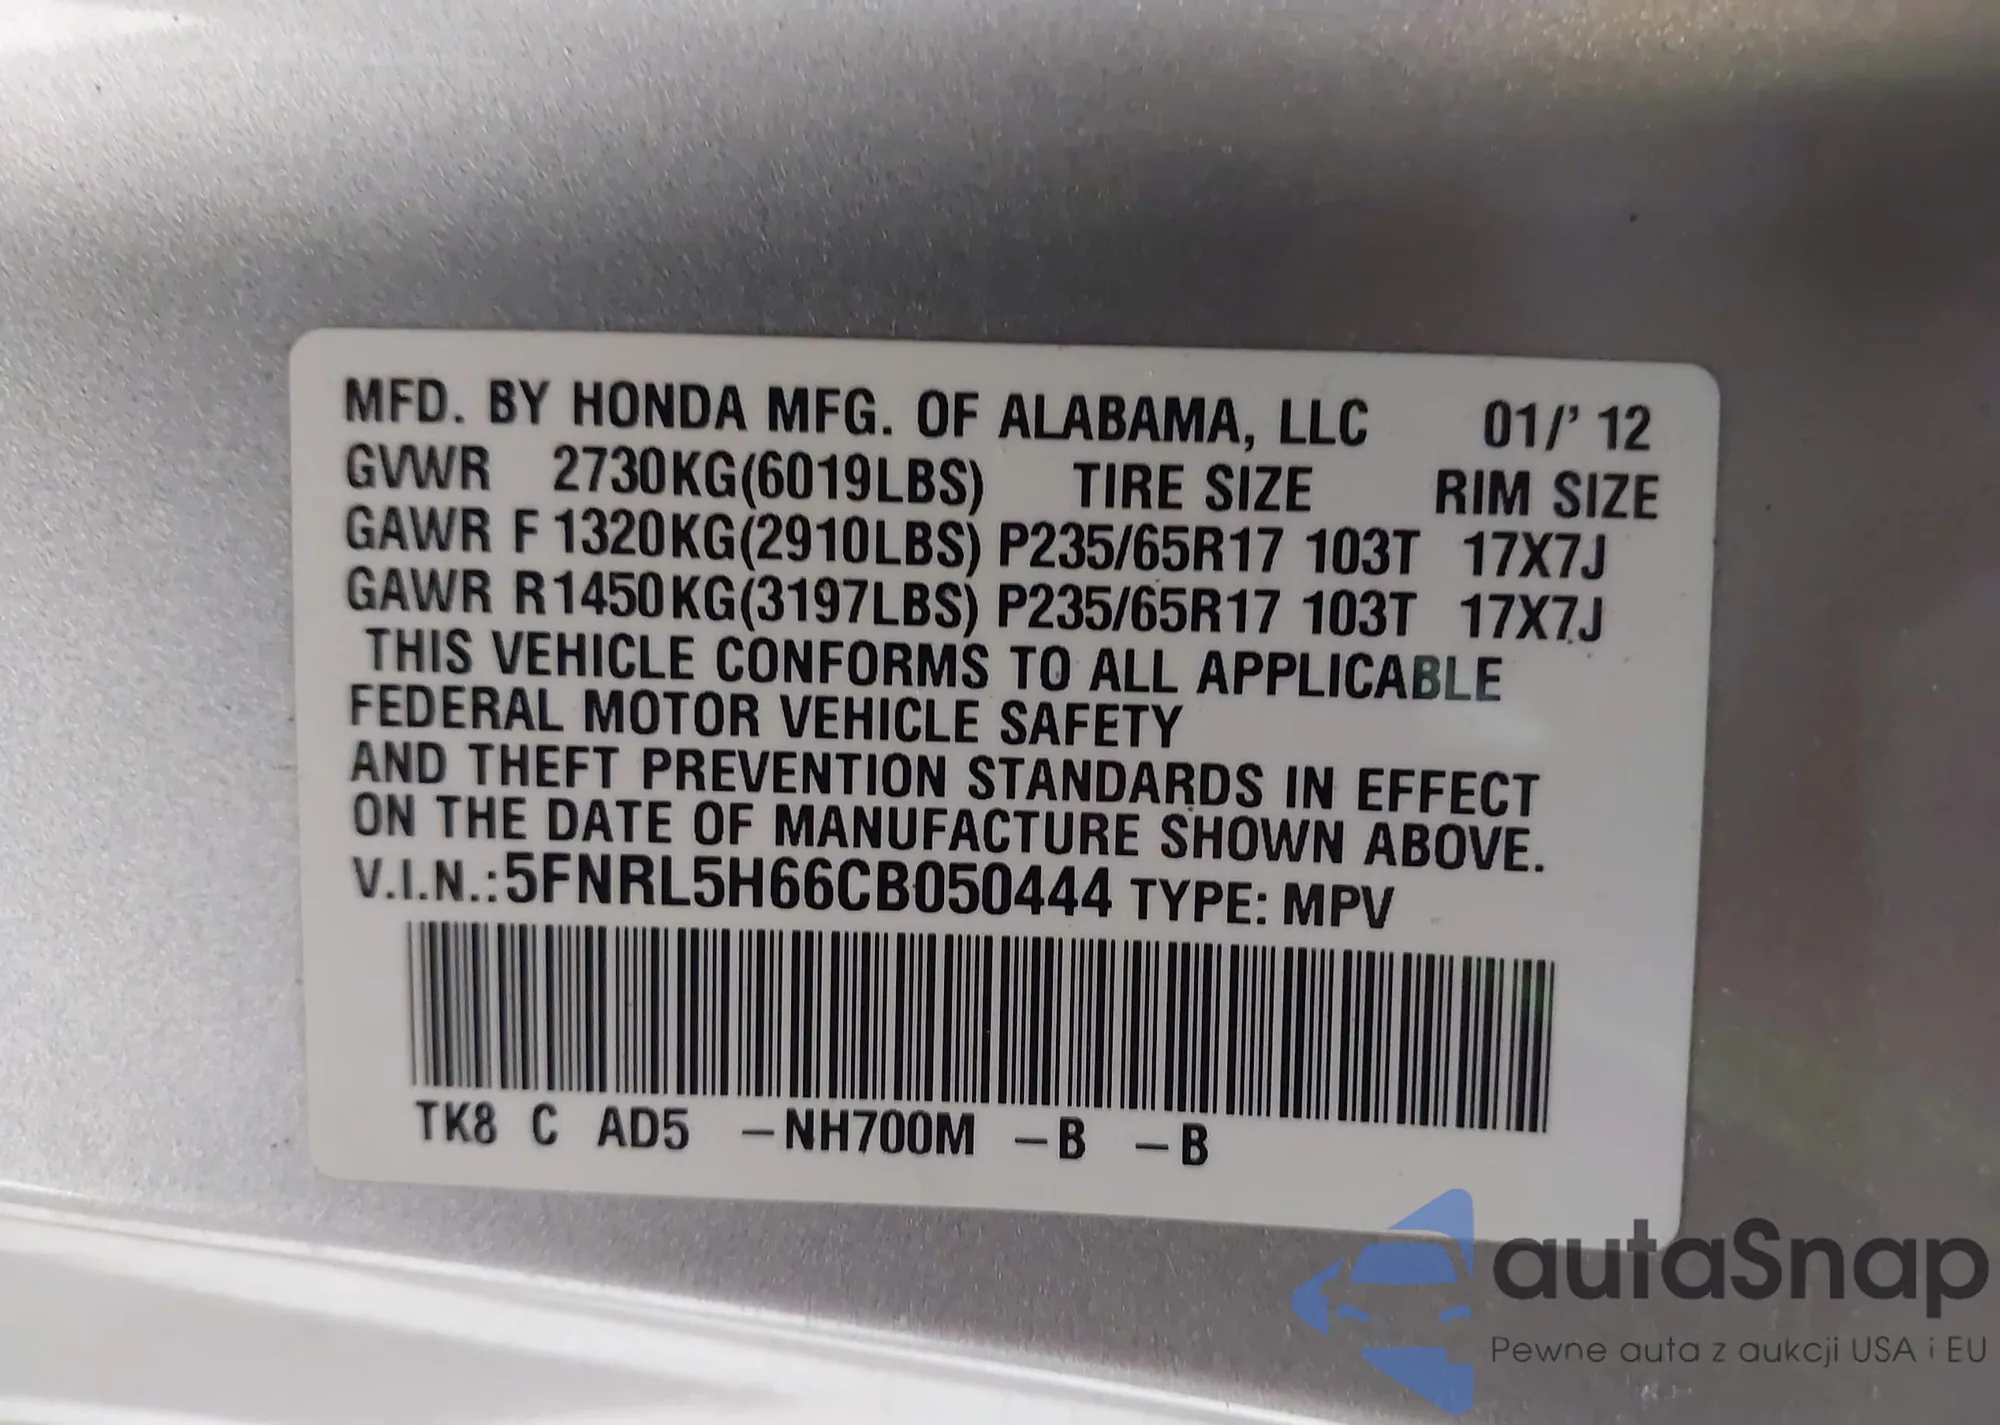 MFD. BY HONDA MFG. OF ALABAMA, LLC 01/' 12
GVWR 2730KG(6019LBS) TIRE SIZE RIM SIZE
GAWR F 1320KG(2910LBS) P235/65R17 103T 17X7J
GAWR R 1450KG(3197LBS) P235/65R17 103T 17X7J
THIS VEHICLE CONFORMS TO ALL APPLICABLE
FEDERAL MOTOR VEHICLE SAFETY
AND THEFT PREVENTION STANDARDS IN EFFECT
ON THE DATE OF MANUFACTURE SHOWN ABOVE.
V.I.N.:5FNRL5H66CB050444 TYPE: MPV
TK8 C AD5 –NH700M –B –B
autaSnap
Pewne auta z aukcji USA i EU